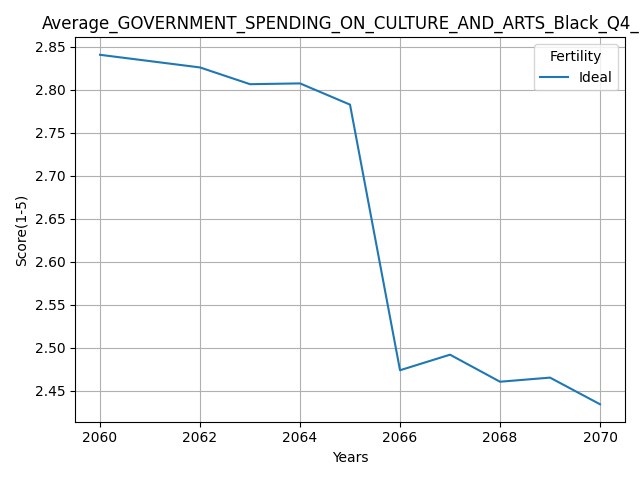 Average_GOVERNMENT_SPENDING_ON_CULTURE_AND_ARTS_Black_Q4_
2.85
2.80
2.75
2.70
2.65
2.60
2.55
2.50
2.45
Score(1-5)
Fertility
Ideal
2060 2062 2064 2066 2068 2070
Years